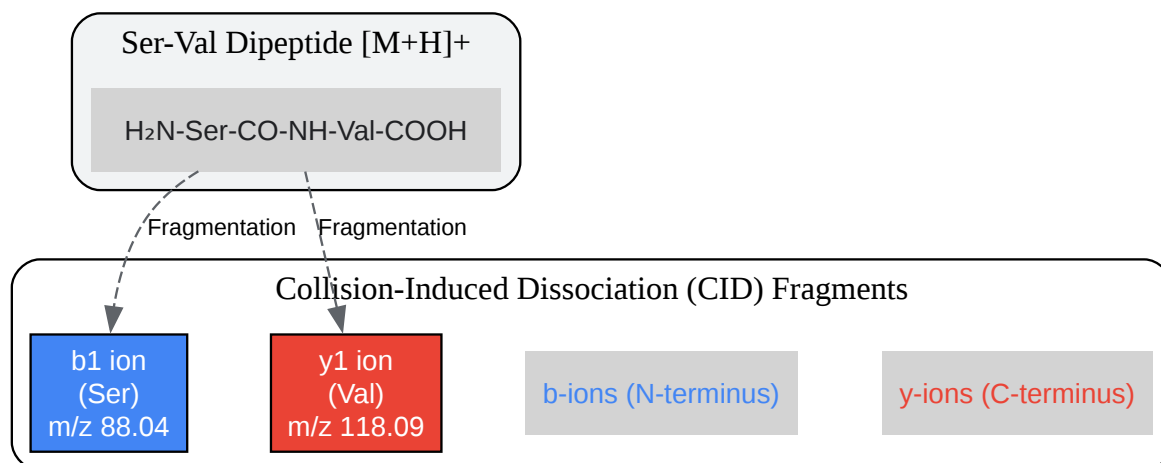 Ser-Val Dipeptide [M+H]+
H₂N-Ser-CO-NH-Val-COOH
Fragmentation
Fragmentation
Collision-Induced Dissociation (CID) Fragments
b1 ion
(Ser)
m/z 88.04
y1 ion
(Val)
m/z 118.09
b-ions (N-terminus)
y-ions (C-terminus)